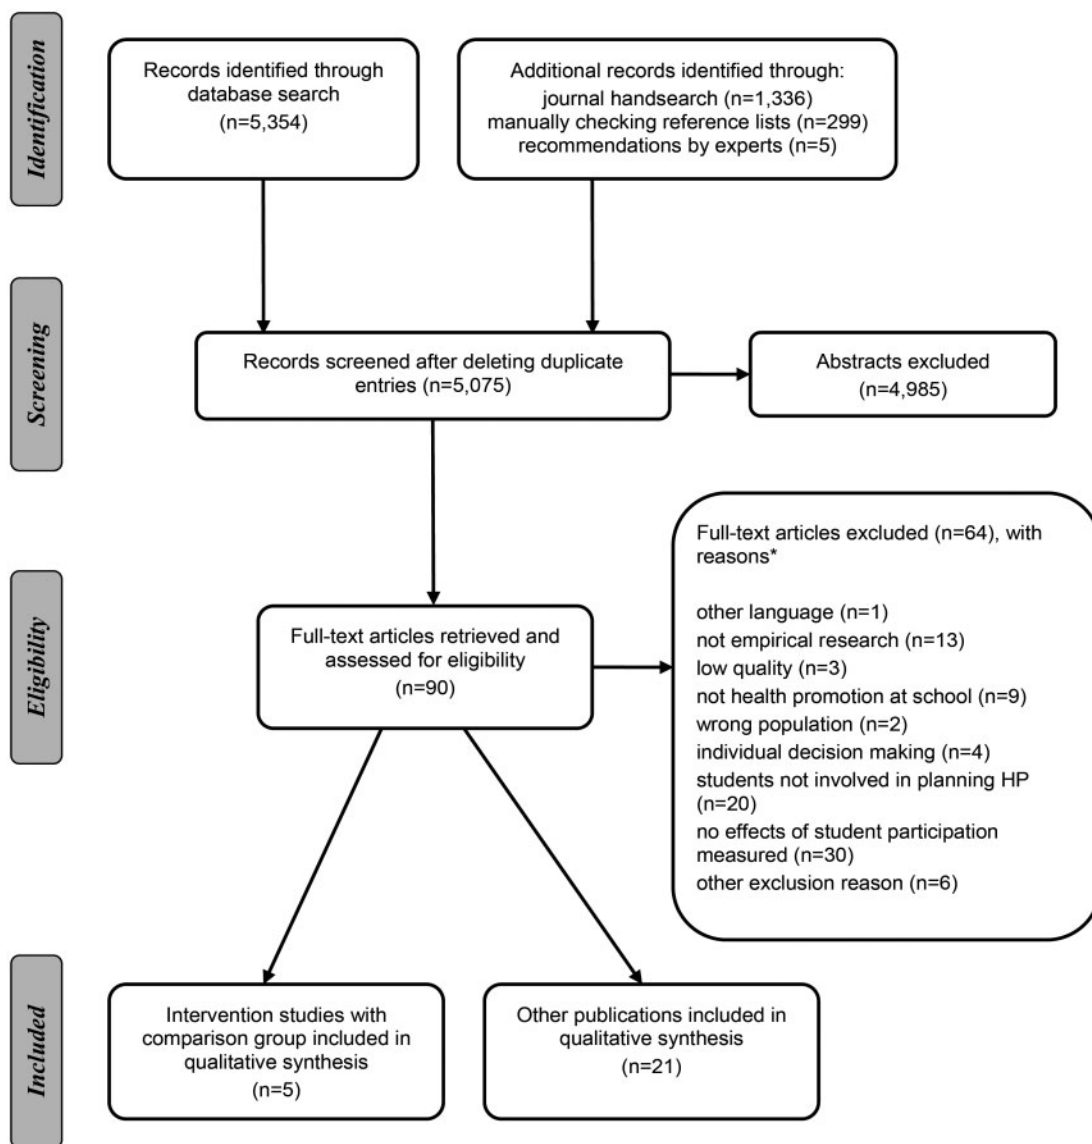 Identification
Records identified through
database search
(n=5,354)
Additional records identified through:
journal handsearch (n=1,336)
manually checking reference lists (n=299)
recommendations by experts (n=5)
Screening
Records screened after deleting duplicate
entries (n=5,075)
Abstracts excluded
(n=4,985)
Eligibility
Full-text articles retrieved and
assessed for eligibility
(n=90)
Full-text articles excluded (n=64), with
reasons*
other language (n=1)
not empirical research (n=13)
low quality (n=3)
not health promotion at school (n=9)
wrong population (n=2)
individual decision making (n=4)
students not involved in planning HP
(n=20)
no effects of student participation
measured (n=30)
other exclusion reason (n=6)
Included
Intervention studies with
comparison group included in
qualitative synthesis
(n=5)
Other publications included in
qualitative synthesis
(n=21)